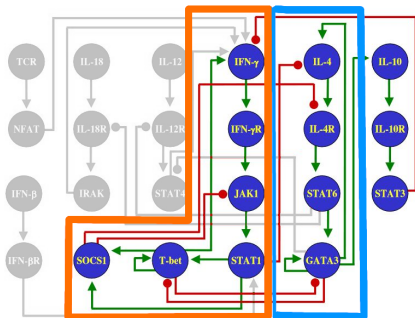 IFN-γ IL-4 IL-10
TCR IL-18 IL-12
NFAT IL-18R IL-12R IFN-γR IL-4R IL-10R
IFN-β IRAK STAT4 JAK1 STAT6 STAT3
IFN-βR SOCS1 T-bet STAT1 GATA3